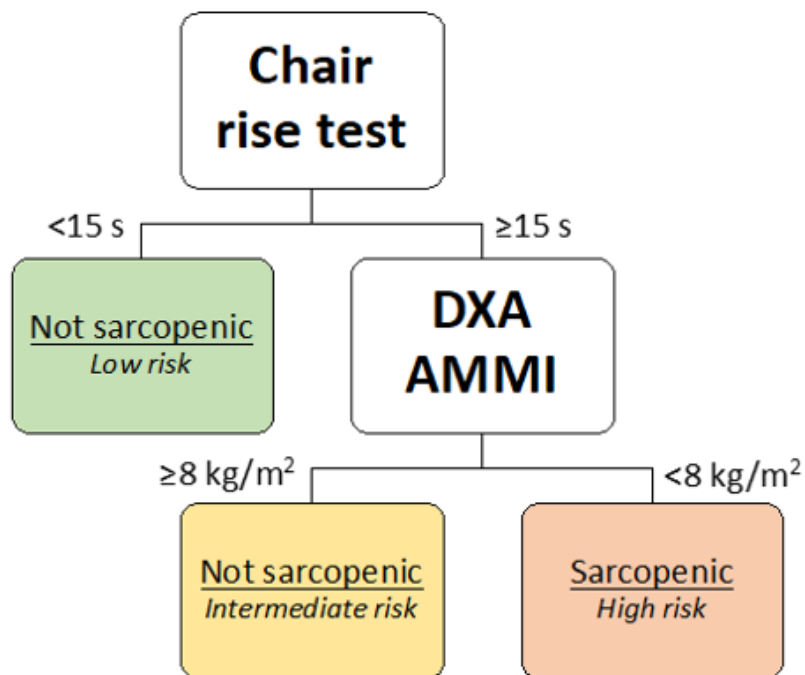 Chair
rise test
<15 s
≥15 s
Not sarcopenic
Low risk
DXA
AMMI
≥8 kg/m²
<8 kg/m²
Not sarcopenic
Intermediate risk
Sarcopenic
High risk